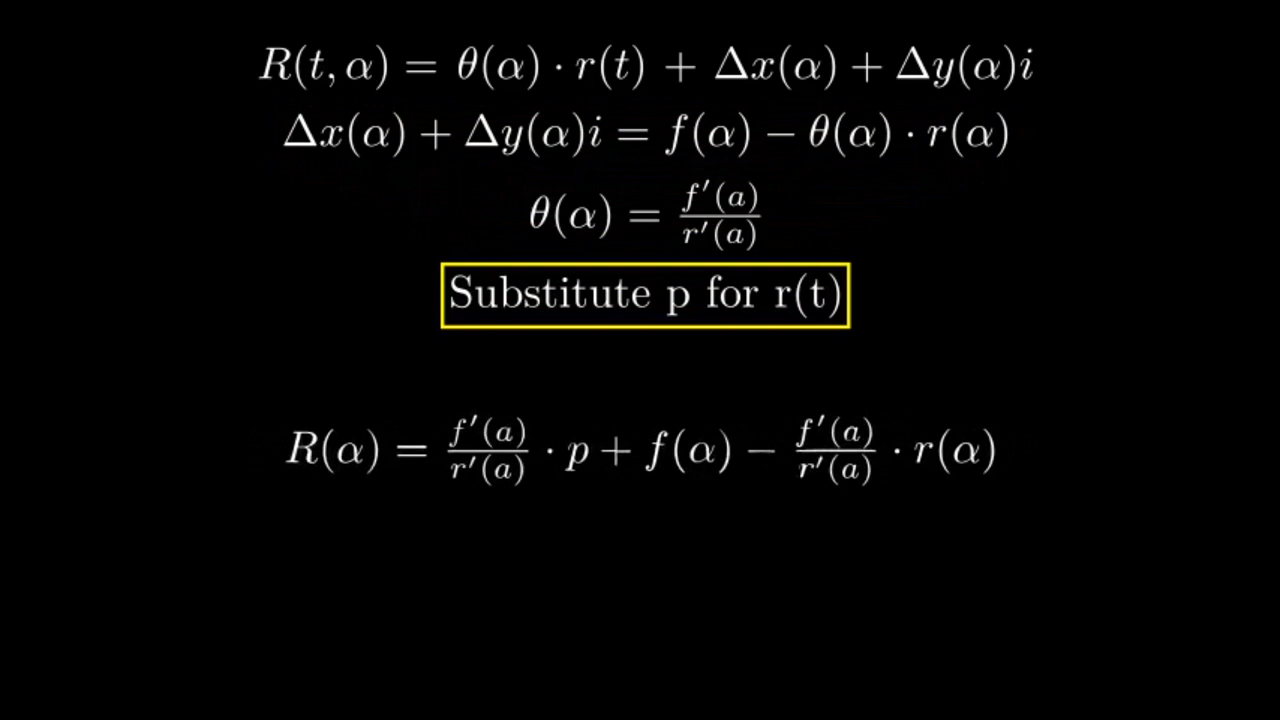 R(t, α) = θ(α) · r(t) + Δx(α) + Δy(α)i
Δx(α) + Δy(α)i = f(α) − θ(α) · r(α)
θ(α) = f′(a)/r′(a)
Substitute p for r(t)
R(α) = f′(a)/r′(a) · p + f(α) − f′(a)/r′(a) · r(α)